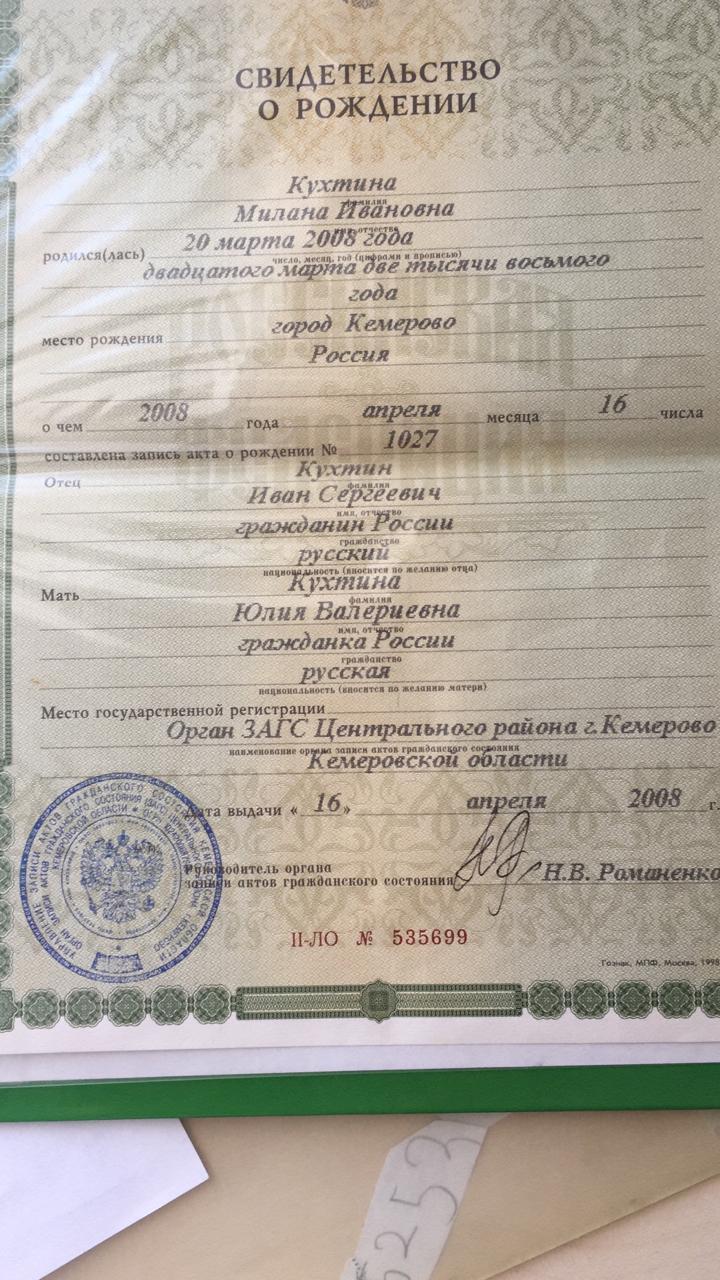 СВИДЕТЕЛЬСТВО
О РОЖДЕНИИ
Кухтина
фамилия
Милана Ивановна
имя, отчество
родился(лась) 20 марта 2008 года
число, месяц, год (цифрами и прописью)
двадцатого марта две тысячи восьмого
года
место рождения город Кемерово
Россия
о чем 2008 года апреля месяца 16 числа
составлена запись акта о рождении № 1027
Отец Кухтин
фамилия
Иван Сергеевич
имя, отчество
гражданин России
гражданство
русский
национальность (вносится по желанию отца)
Мать Кухтина
фамилия
Юлия Валериевна
имя, отчество
гражданка России
гражданство
русская
национальность (вносится по желанию матери)
Место государственной регистрации
Орган ЗАГС Центрального района г.Кемерово
наименование органа записи актов гражданского состояния
Кемеровской области
Дата выдачи « 16 » апреля 2008 г.
Руководитель органа
записи актов гражданского состояния Н.В. Романенко
II-ЛО № 535699
Гознак, МПФ, Москва, 1998
6253